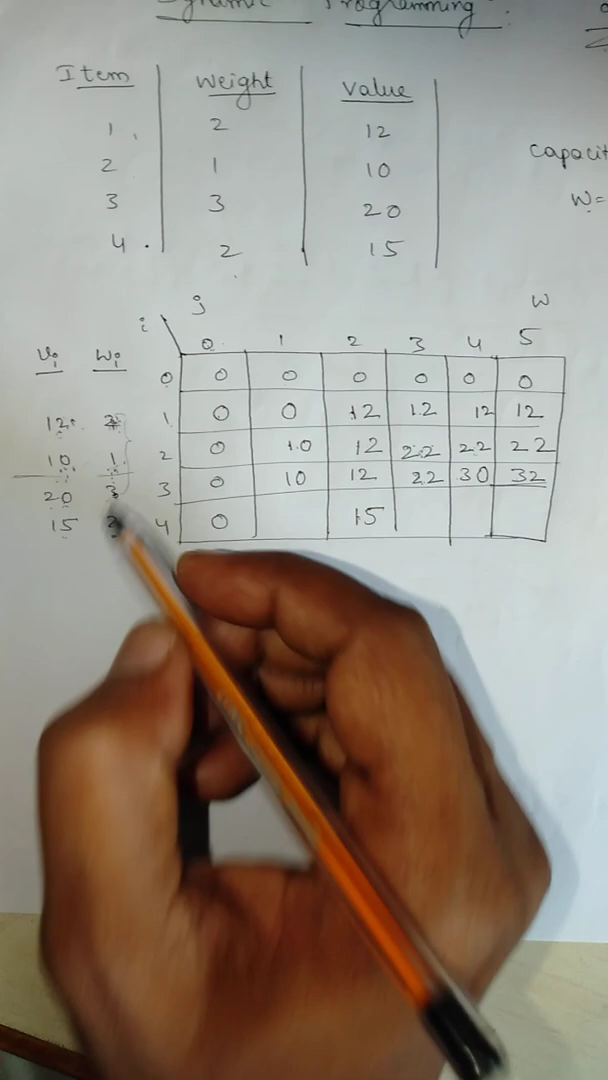 Programming.
Item Weight Value
1 2 12
2 1 10
3 3 20
4 2 15
W=
j W
i 0 1 2 3 4 5
vi wi 0 0 0 0 0 0 0
12 1 0 0 12 12 12 12
10 1 2 0 10 12 22 22 22
20 3 3 0 10 12 22 30 32
15 4 0 15